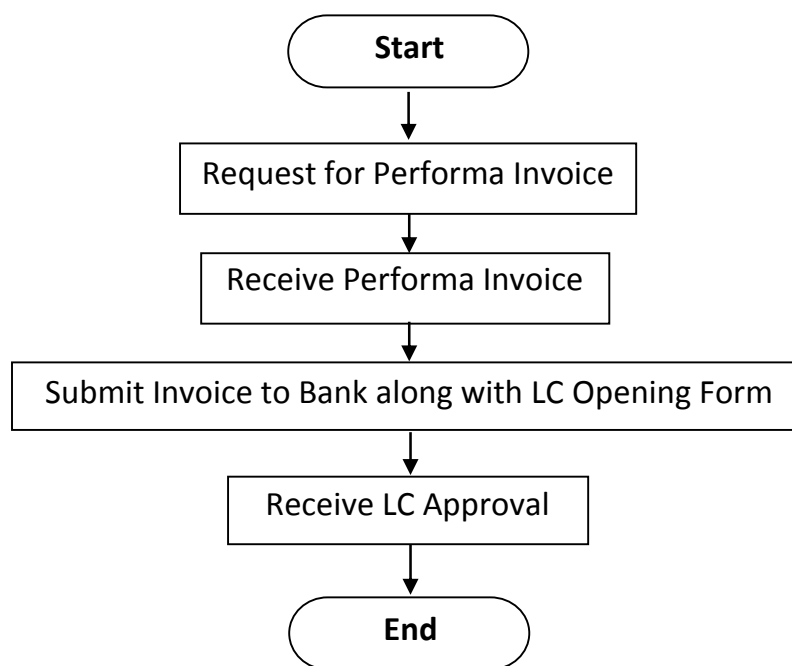 Start
Request for Performa Invoice
Receive Performa Invoice
Submit Invoice to Bank along with LC Opening Form
Receive LC Approval
End